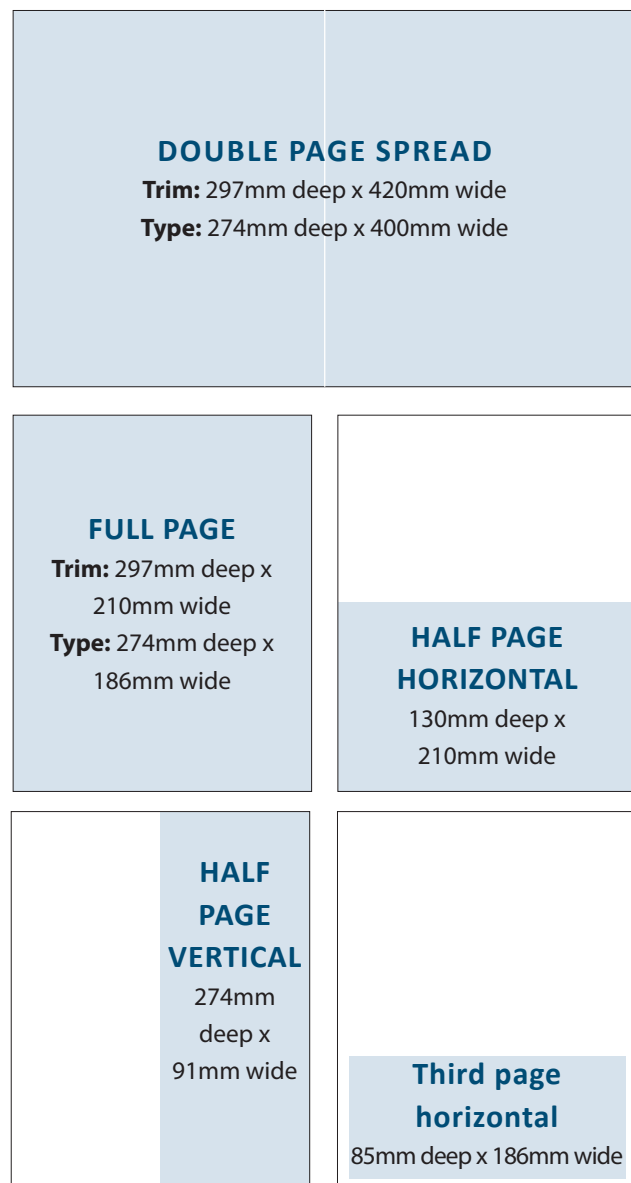 DOUBLE PAGE SPREAD
Trim: 297mm deep x 420mm wide
Type: 274mm deep x 400mm wide
FULL PAGE
Trim: 297mm deep x
210mm wide
Type: 274mm deep x
186mm wide
HALF PAGE
HORIZONTAL
130mm deep x
210mm wide
HALF
PAGE
VERTICAL
274mm
deep x
91mm wide
Third page
horizontal
85mm deep x 186mm wide